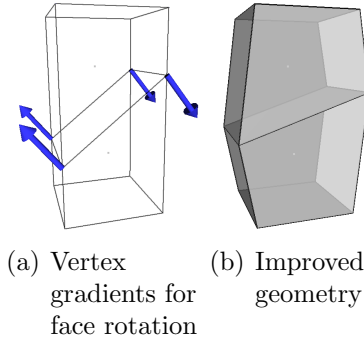 (a) Vertex
gradients for
face rotation
(b) Improved
geometry